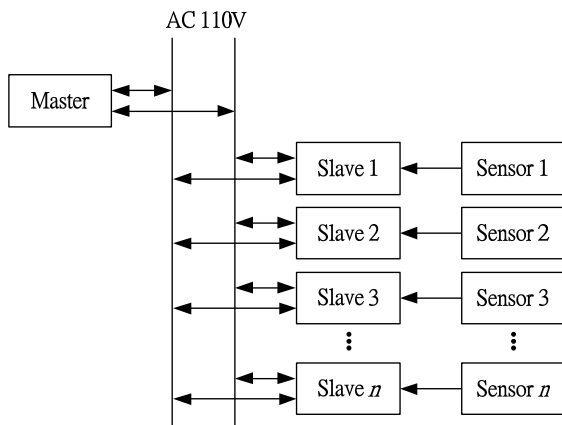 AC 110V
Master
Slave 1
Sensor 1
Slave 2
Sensor 2
Slave 3
Sensor 3
Slave n
Sensor n